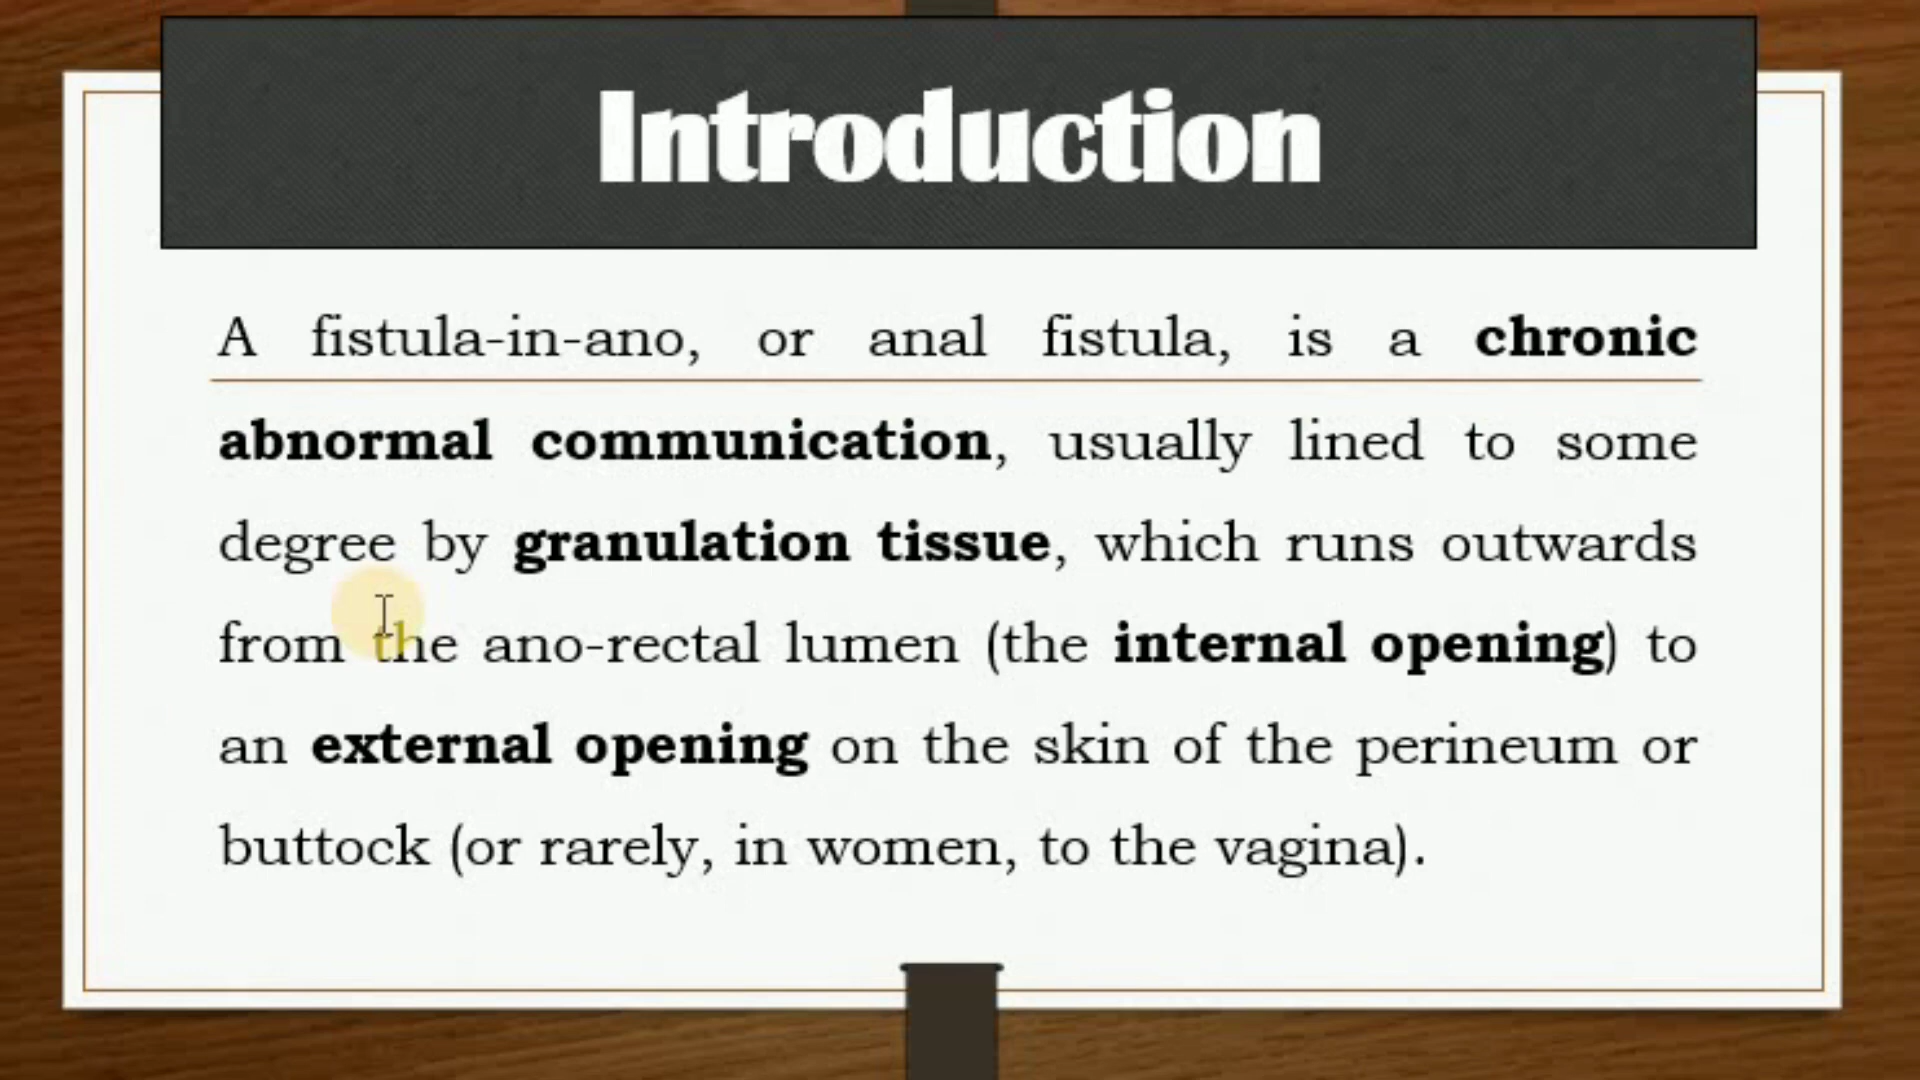 Introduction
A fistula-in-ano, or anal fistula, is a chronic
abnormal communication, usually lined to some
degree by granulation tissue, which runs outwards
from the ano-rectal lumen (the internal opening) to
an external opening on the skin of the perineum or
buttock (or rarely, in women, to the vagina).